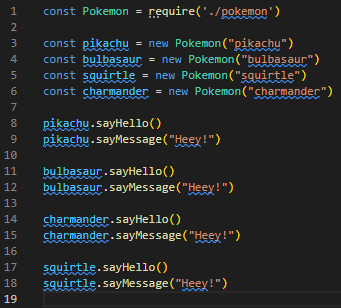 1 const Pokemon = require('./pokemon')
2
3 const pikachu = new Pokemon("pikachu")
4 const bulbasaur = new Pokemon("bulbasaur")
5 const squirtle = new Pokemon("squirtle")
6 const charmander = new Pokemon("charmander")
7
8 pikachu.sayHello()
9 pikachu.sayMessage("Heey!")
10
11 bulbasaur.sayHello()
12 bulbasaur.sayMessage("Heey!")
13
14 charmander.sayHello()
15 charmander.sayMessage("Heey!")
16
17 squirtle.sayHello()
18 squirtle.sayMessage("Heey!")
19